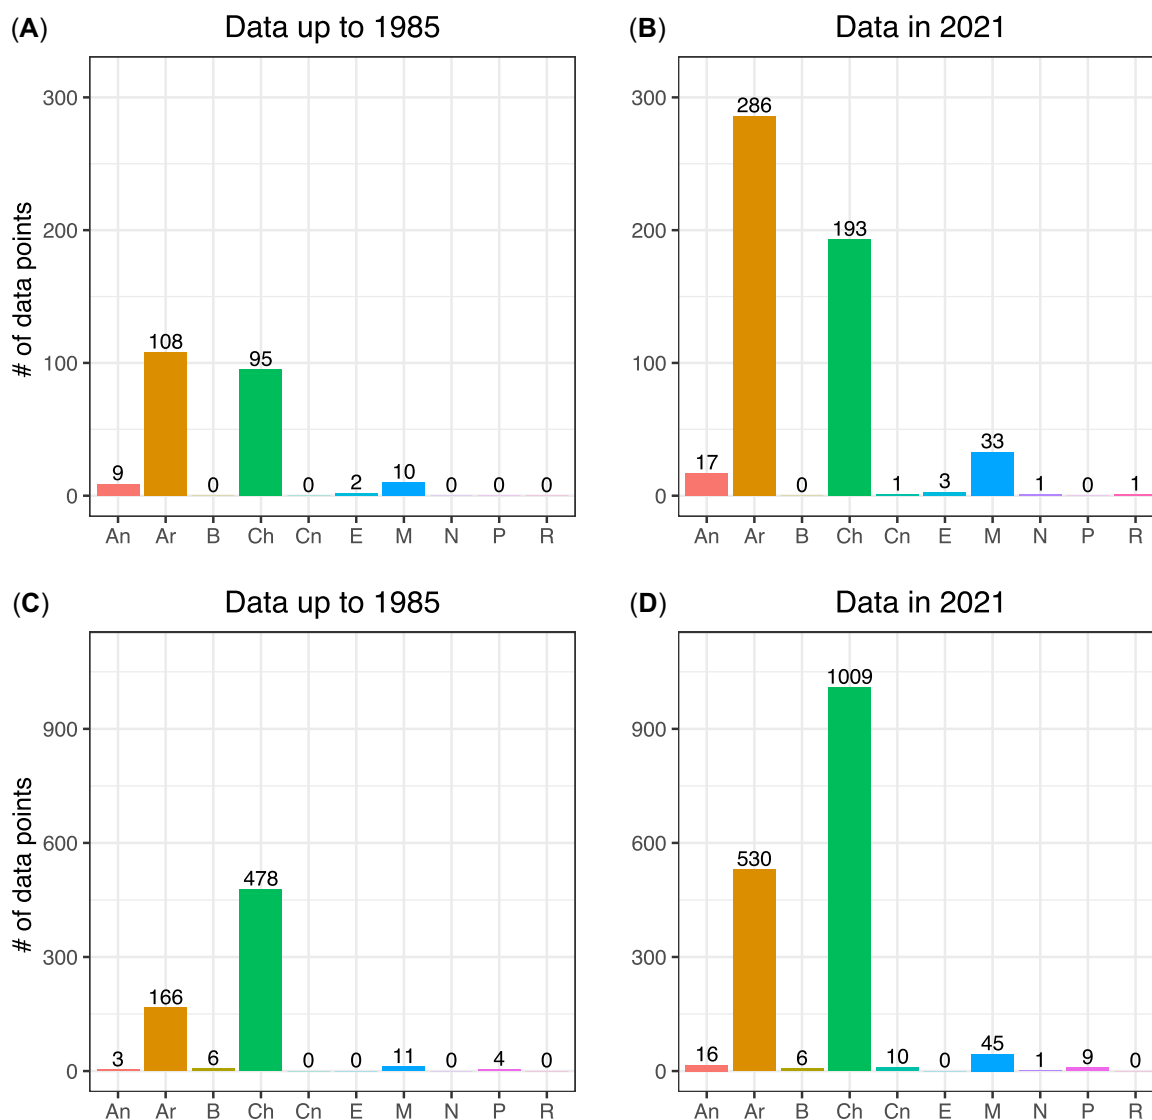 (A) Data up to 1985
# of data points
300
200
100
0
9 108 0 95 0 2 10 0 0 0
An Ar B Ch Cn E M N P R
(B) Data in 2021
300
200
100
0
17 286 0 193 1 3 33 1 0 1
An Ar B Ch Cn E M N P R
(C) Data up to 1985
# of data points
900
600
300
0
3 166 6 478 0 0 11 0 4 0
An Ar B Ch Cn E M N P R
(D) Data in 2021
900
600
300
0
16 530 6 1009 10 0 45 1 9 0
An Ar B Ch Cn E M N P R